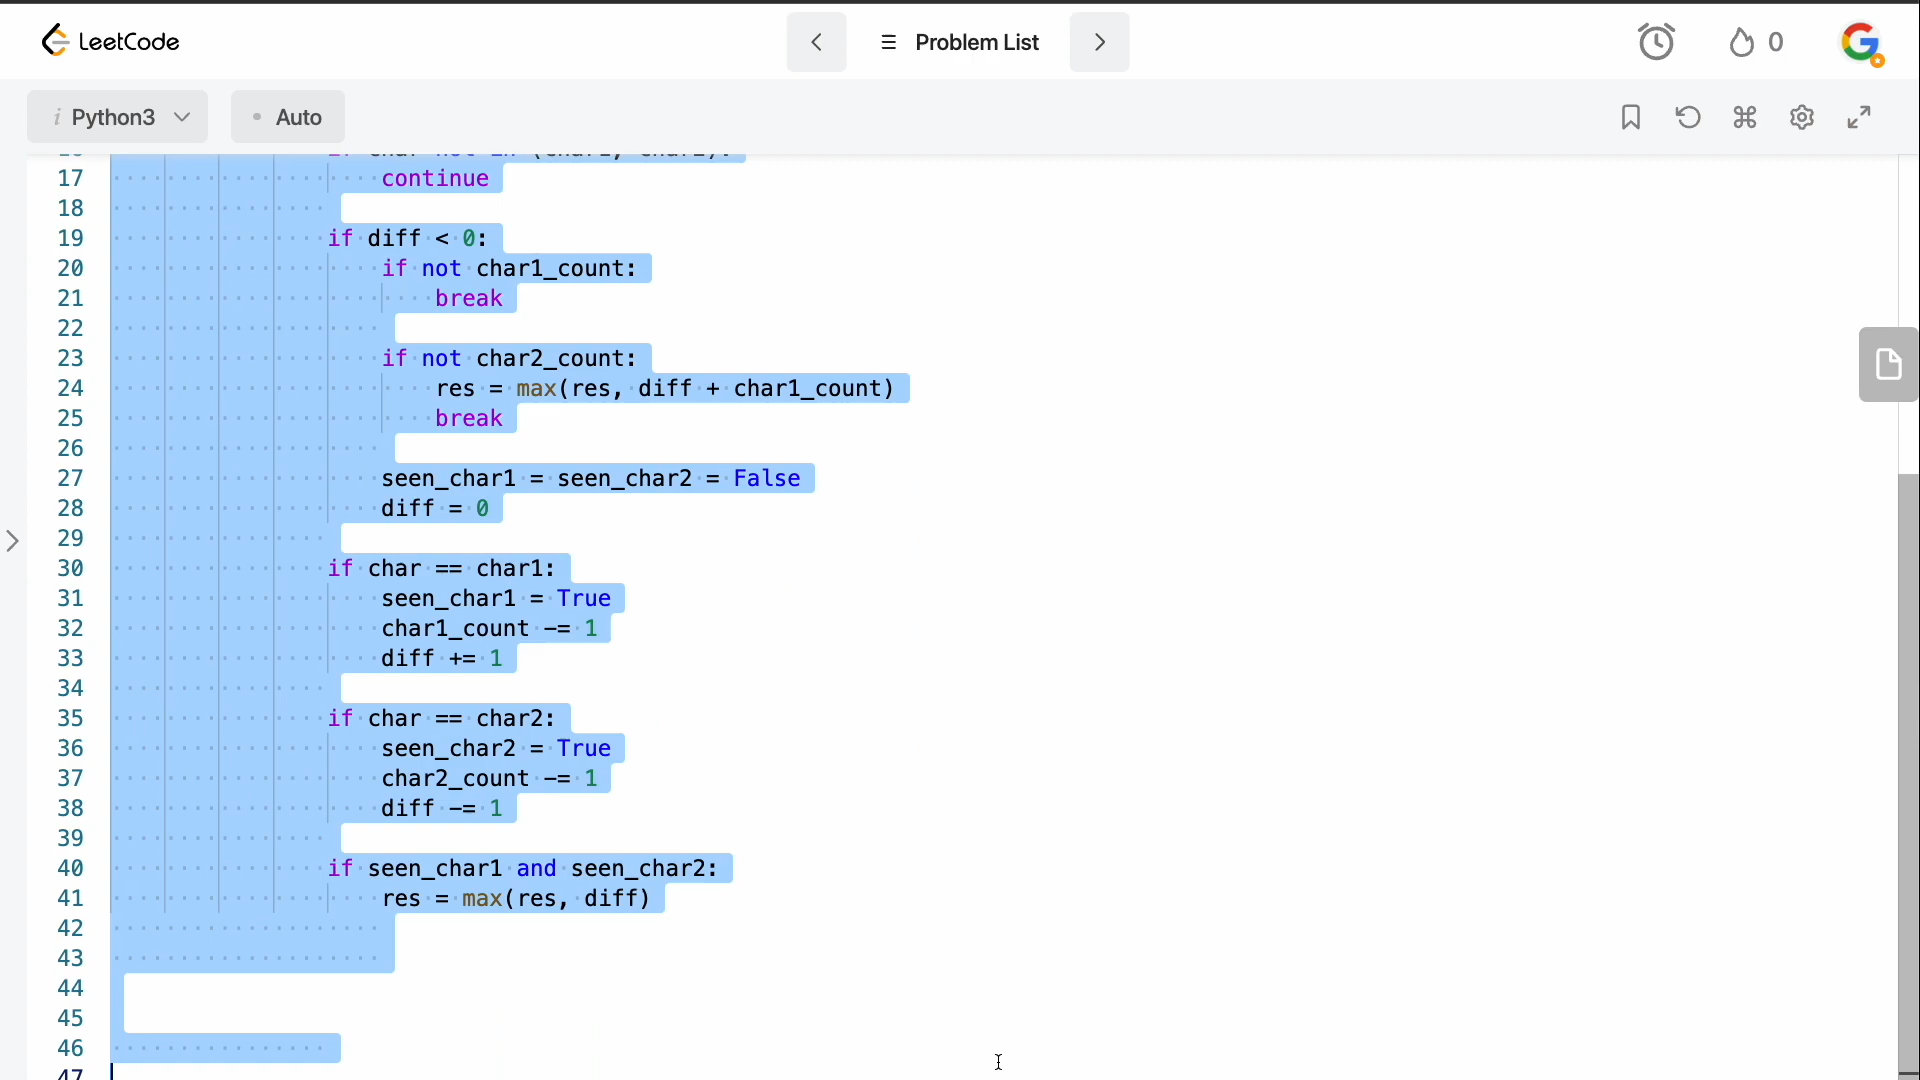 LeetCode
Problem List
0
Python3
Auto
17 continue
18
19 if diff < 0:
20 if not char1_count:
21 break
22
23 if not char2_count:
24 res = max(res, diff + char1_count)
25 break
26
27 seen_char1 = seen_char2 = False
28 diff = 0
29
30 if char == char1:
31 seen_char1 = True
32 char1_count -= 1
33 diff += 1
34
35 if char == char2:
36 seen_char2 = True
37 char2_count -= 1
38 diff -= 1
39
40 if seen_char1 and seen_char2:
41 res = max(res, diff)
42
43
44
45
46
47